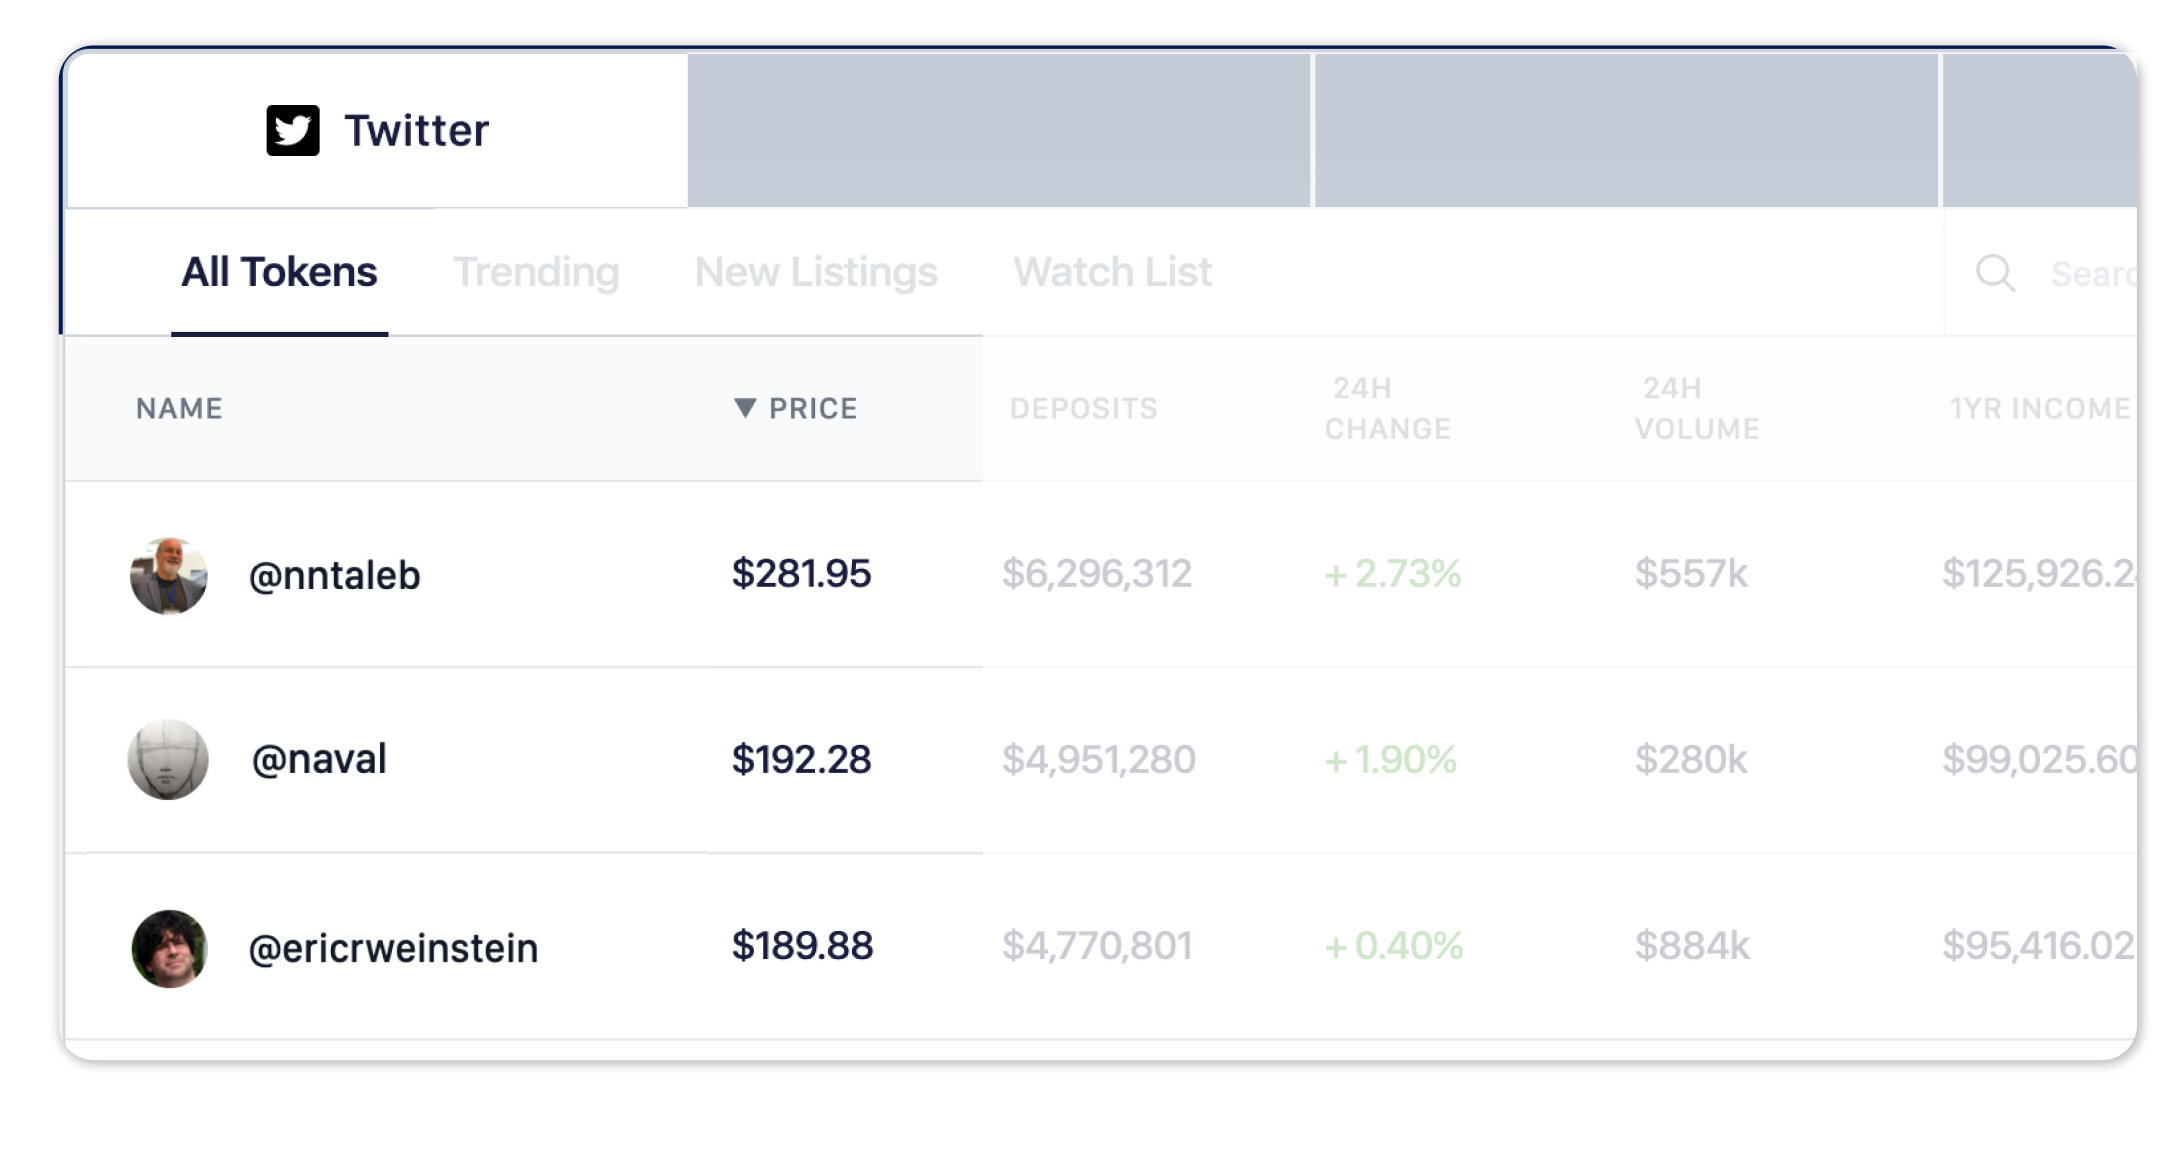 Twitter
All Tokens Trending New Listings Watch List
NAME ▼ PRICE DEPOSITS 24H CHANGE 24H VOLUME 1YR INCOME
@nntaleb $281.95 $6,296,312 + 2.73% $557k $125,926.2
@naval $192.28 $4,951,280 + 1.90% $280k $99,025.60
@ericrweinstein $189.88 $4,770,801 + 0.40% $884k $95,416.02